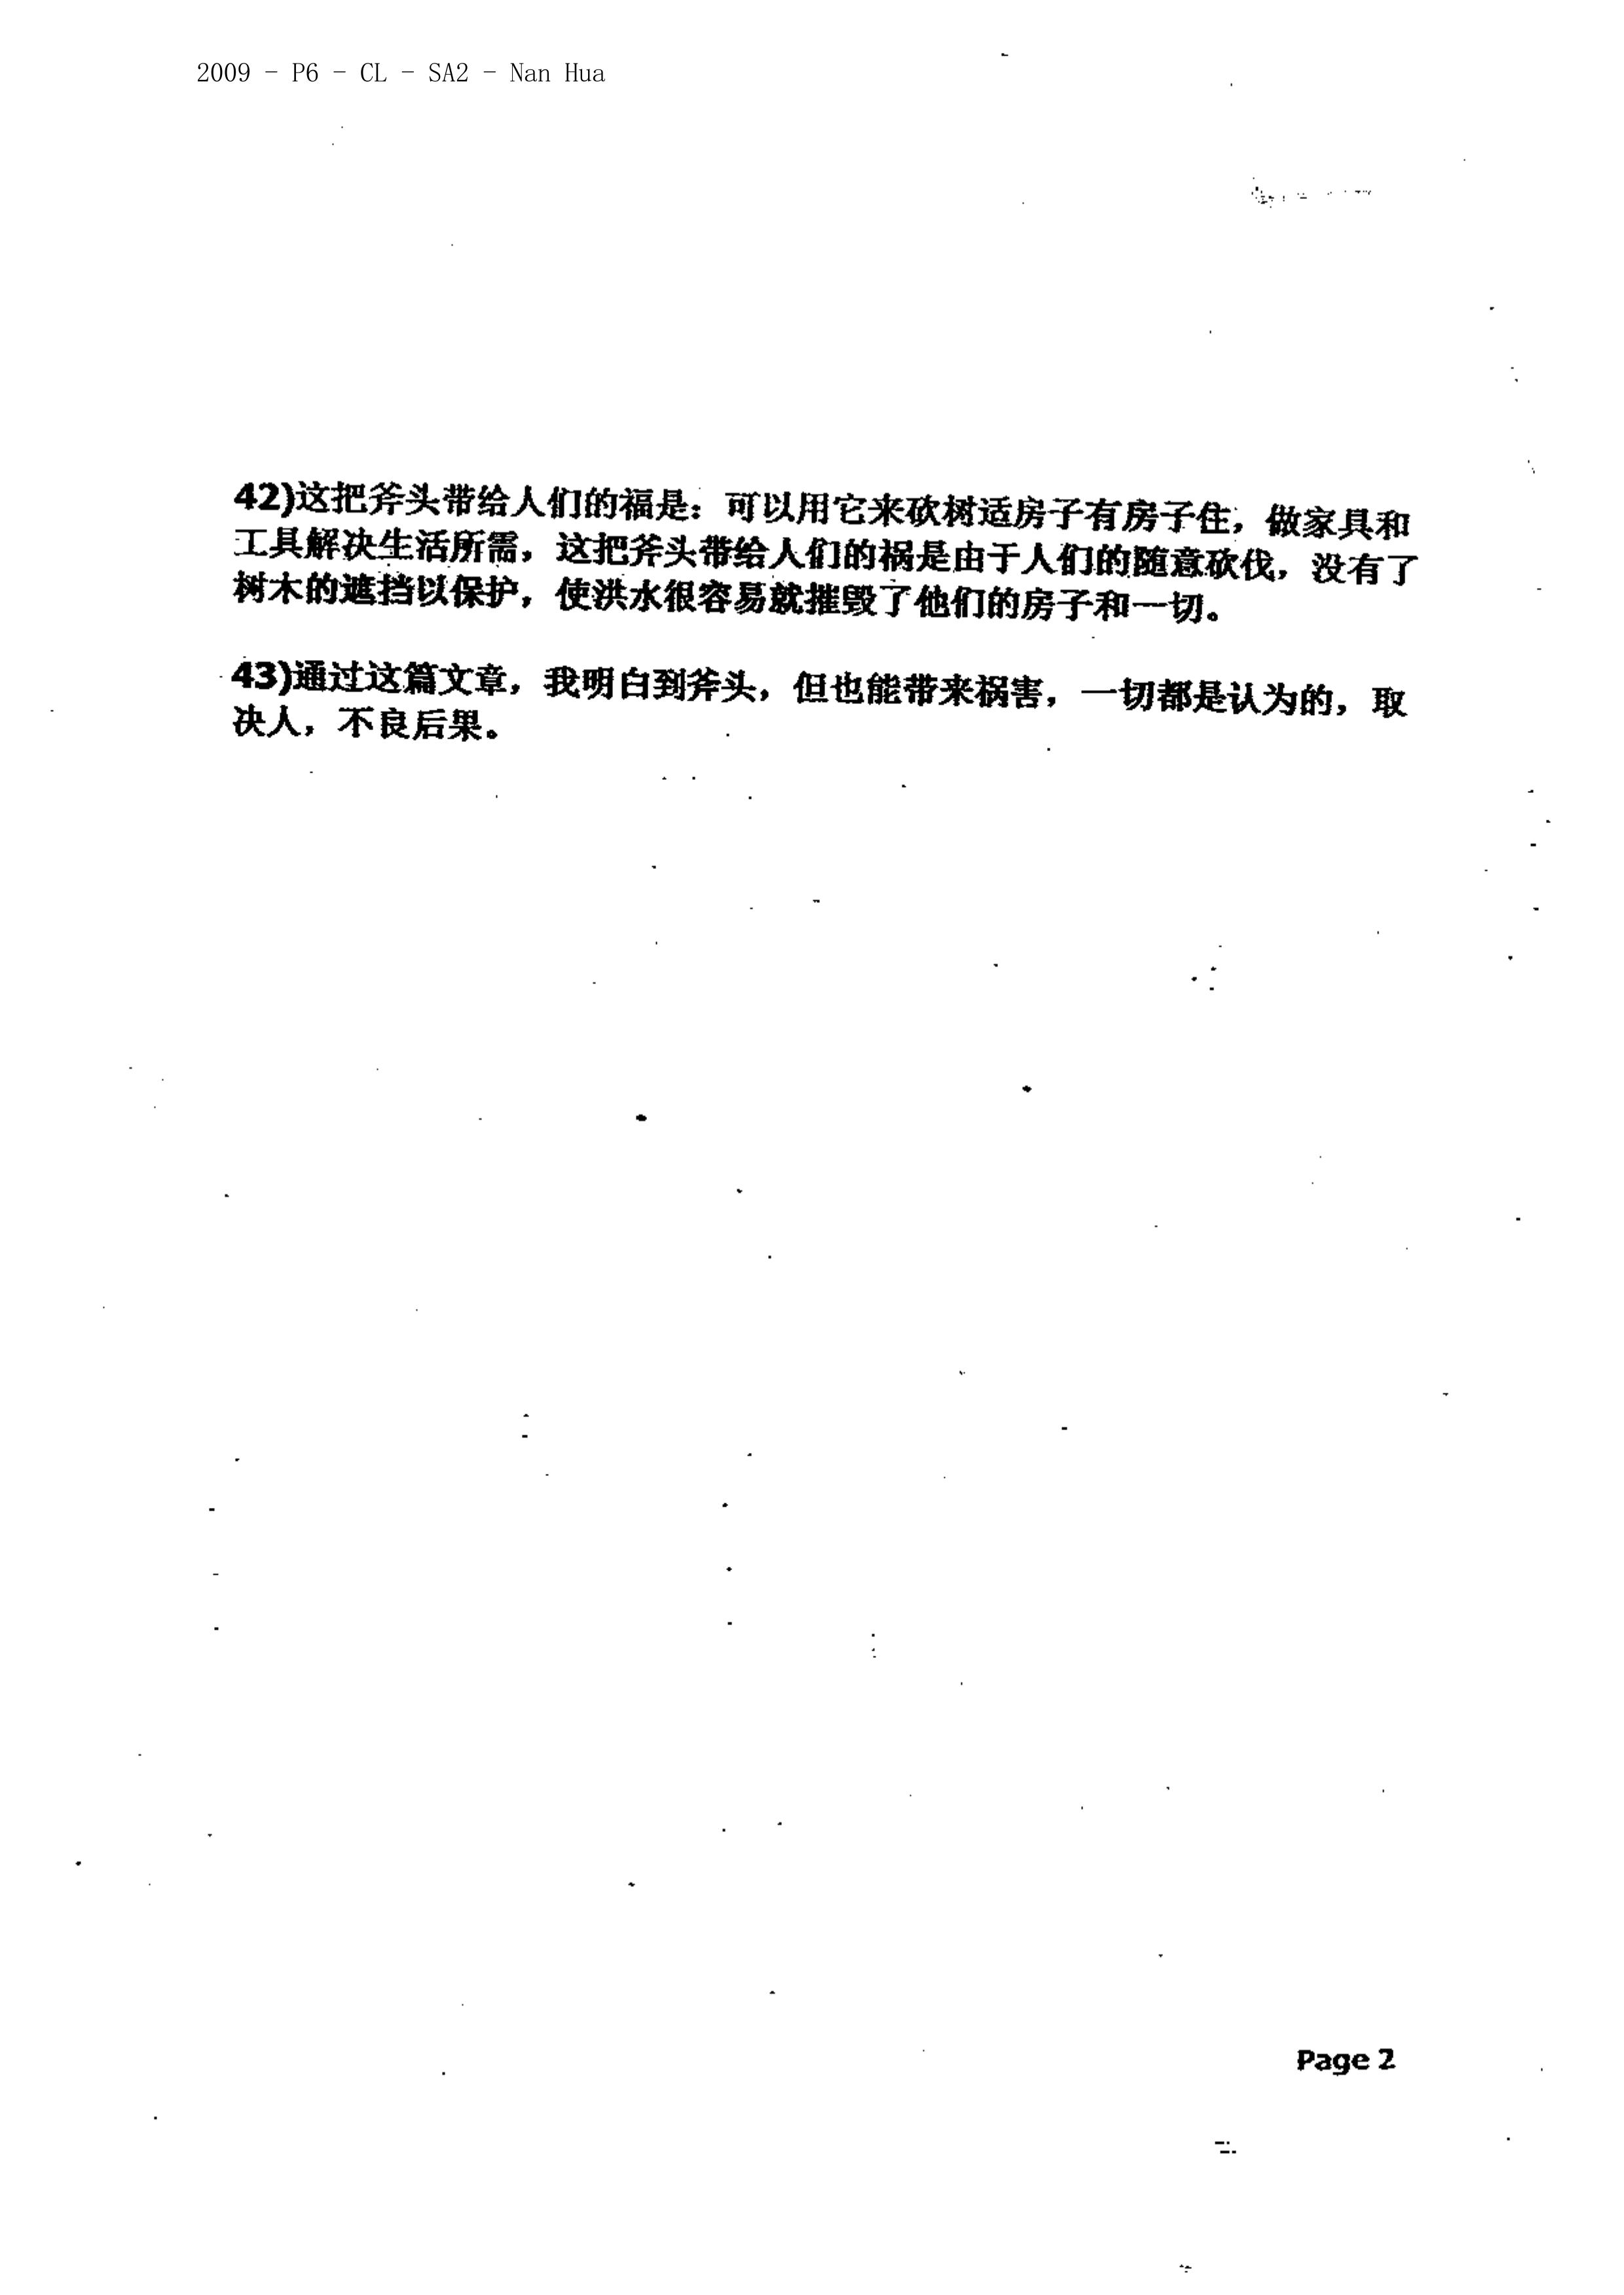 2009 - P6 - CL - SA2 - Nan Hua
42)这把斧头带给人们的福是：可以用它来砍树适房子有房子住，做家具和
工具解决生活所需，这把斧头带给人们的祸是由于人们的随意砍伐，没有了
树木的遮挡以保护，使洪水很容易就摧毁了他们的房子和一切。
43)通过这篇文章，我明白到斧头，但也能带来祸害，一切都是认为的，取
决人，不良后果。
Page 2